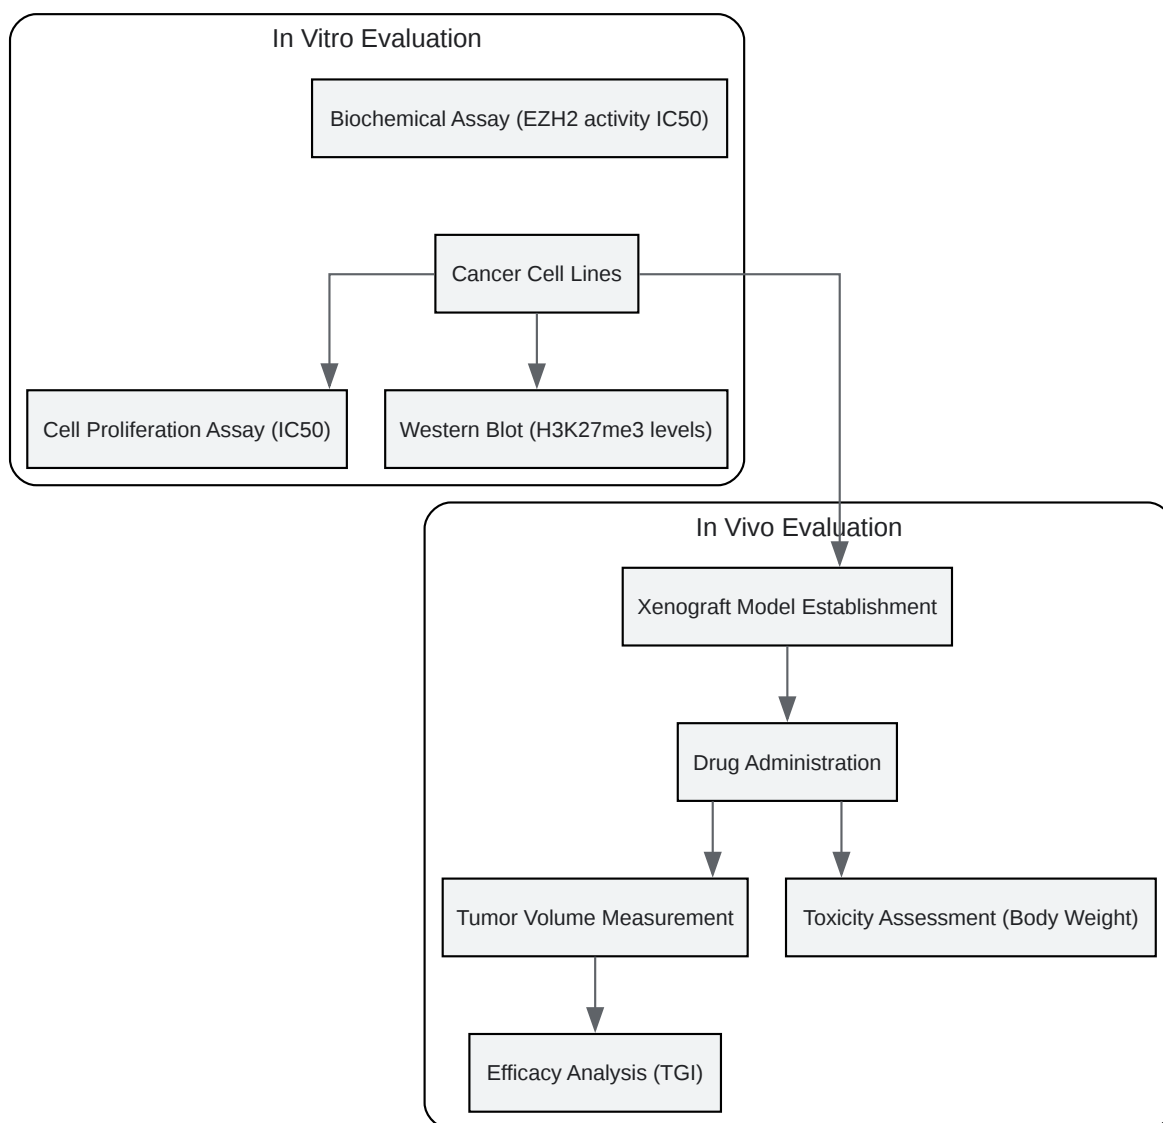 In Vitro Evaluation
Biochemical Assay (EZH2 activity IC50)
Cancer Cell Lines
Cell Proliferation Assay (IC50)
Western Blot (H3K27me3 levels)
In Vivo Evaluation
Xenograft Model Establishment
Drug Administration
Tumor Volume Measurement
Toxicity Assessment (Body Weight)
Efficacy Analysis (TGI)